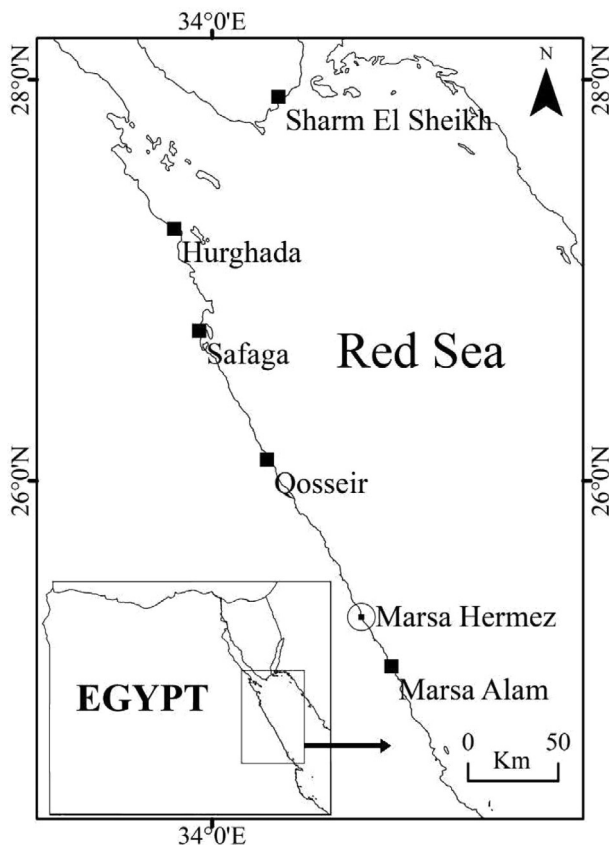 34°0'E
28°0'N
28°0'N
N
Sharm El Sheikh
Hurghada
Safaga
Red Sea
26°0'N
26°0'N
Qosseir
Marsa Hermez
Marsa Alam
EGYPT
0 50
Km
34°0'E